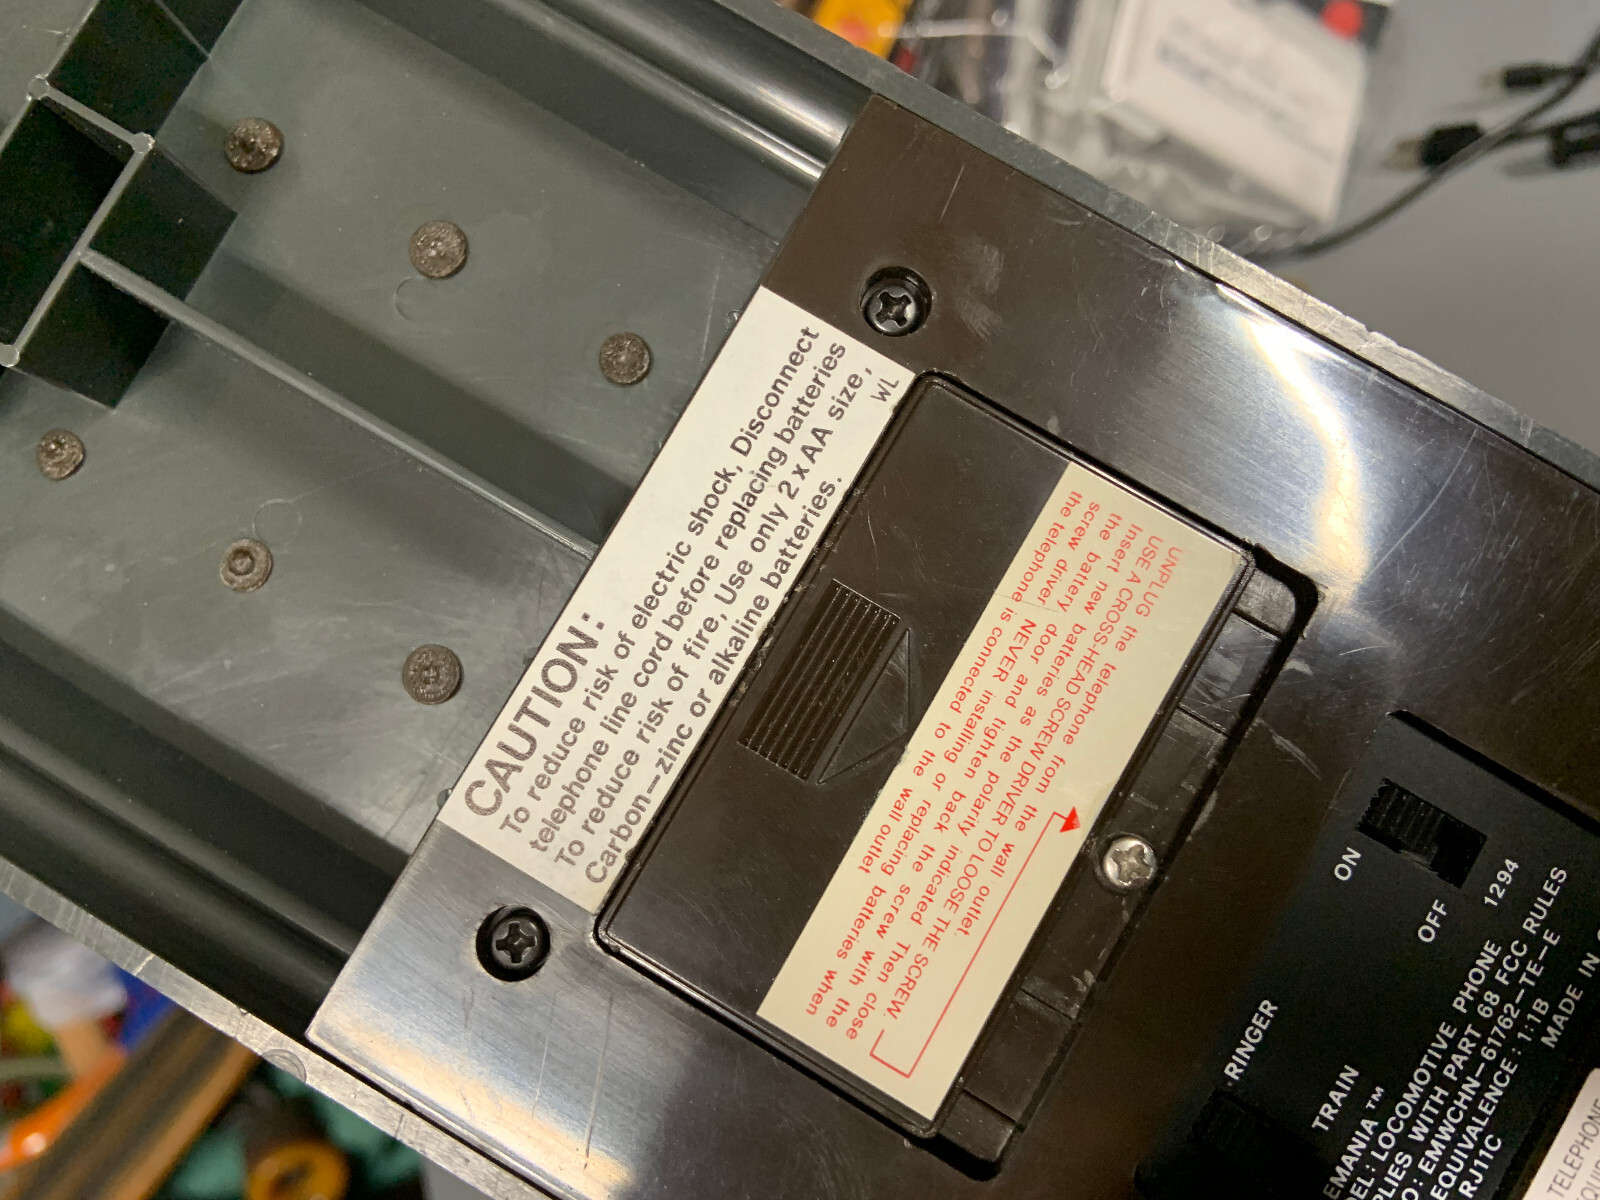 CAUTION:
To reduce risk of electric shock, Disconnect
telephone line cord before replacing batteries
To reduce risk of fire, Use only 2 x AA size,
Carbon-zinc or alkaline batteries.
WL
UNPLUG the telephone from the wall outlet.
USE A CROSS-HEAD SCREW DRIVER TO LOOSE THE SCREW.
Insert new batteries as the polarity indicated Then close
the battery door and tighten back the screw with the
screw driver NEVER installing or replacing batteries when
the telephone is connected to the wall outlet
ON
OFF
RINGER
TRAIN
EMANIA™
EL: LOCOMOTIVE PHONE 1294
PLIES WITH PART 68 FCC RULES
O: EMWCHN-61762-TE-E
EQUIVALENCE: 1:1B
RJ11C MADE IN
TELEPHONE